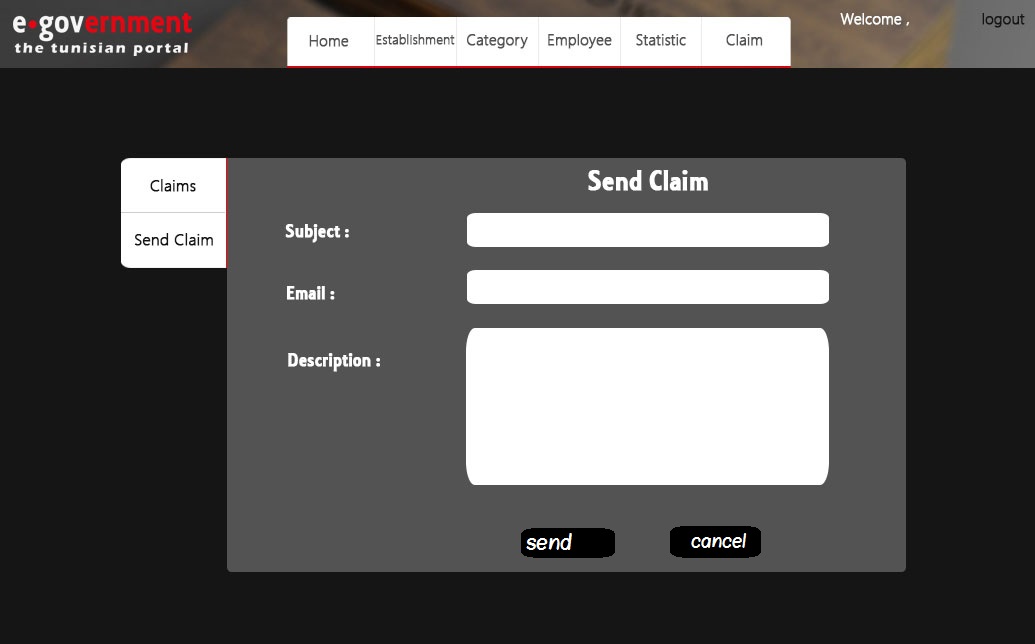 e•government
the tunisian portal
Home Establishment Category Employee Statistic Claim
Welcome , logout
Claims
Send Claim
Send Claim
Subject :
Email :
Description :
send cancel